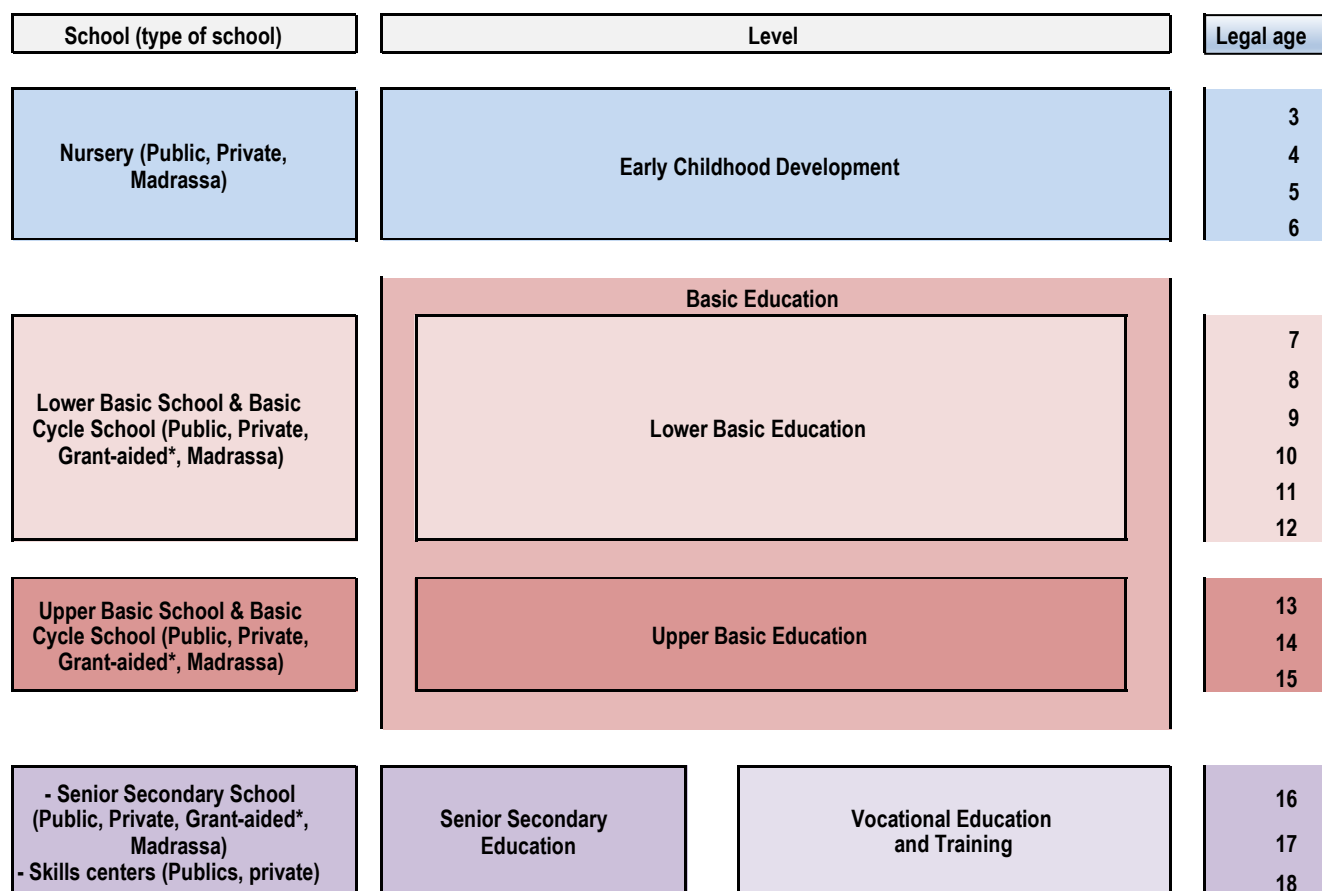 School (type of school)
Level
Legal age
Nursery (Public, Private,
Madrassa)
Early Childhood Development
3
4
5
6
Basic Education
Lower Basic School & Basic
Cycle School (Public, Private,
Grant-aided*, Madrassa)
Lower Basic Education
7
8
9
10
11
12
Upper Basic School & Basic
Cycle School (Public, Private,
Grant-aided*, Madrassa)
Upper Basic Education
13
14
15
- Senior Secondary School
(Public, Private, Grant-aided*,
Madrassa)
- Skills centers (Publics, private)
Senior Secondary
Education
Vocational Education
and Training
16
17
18